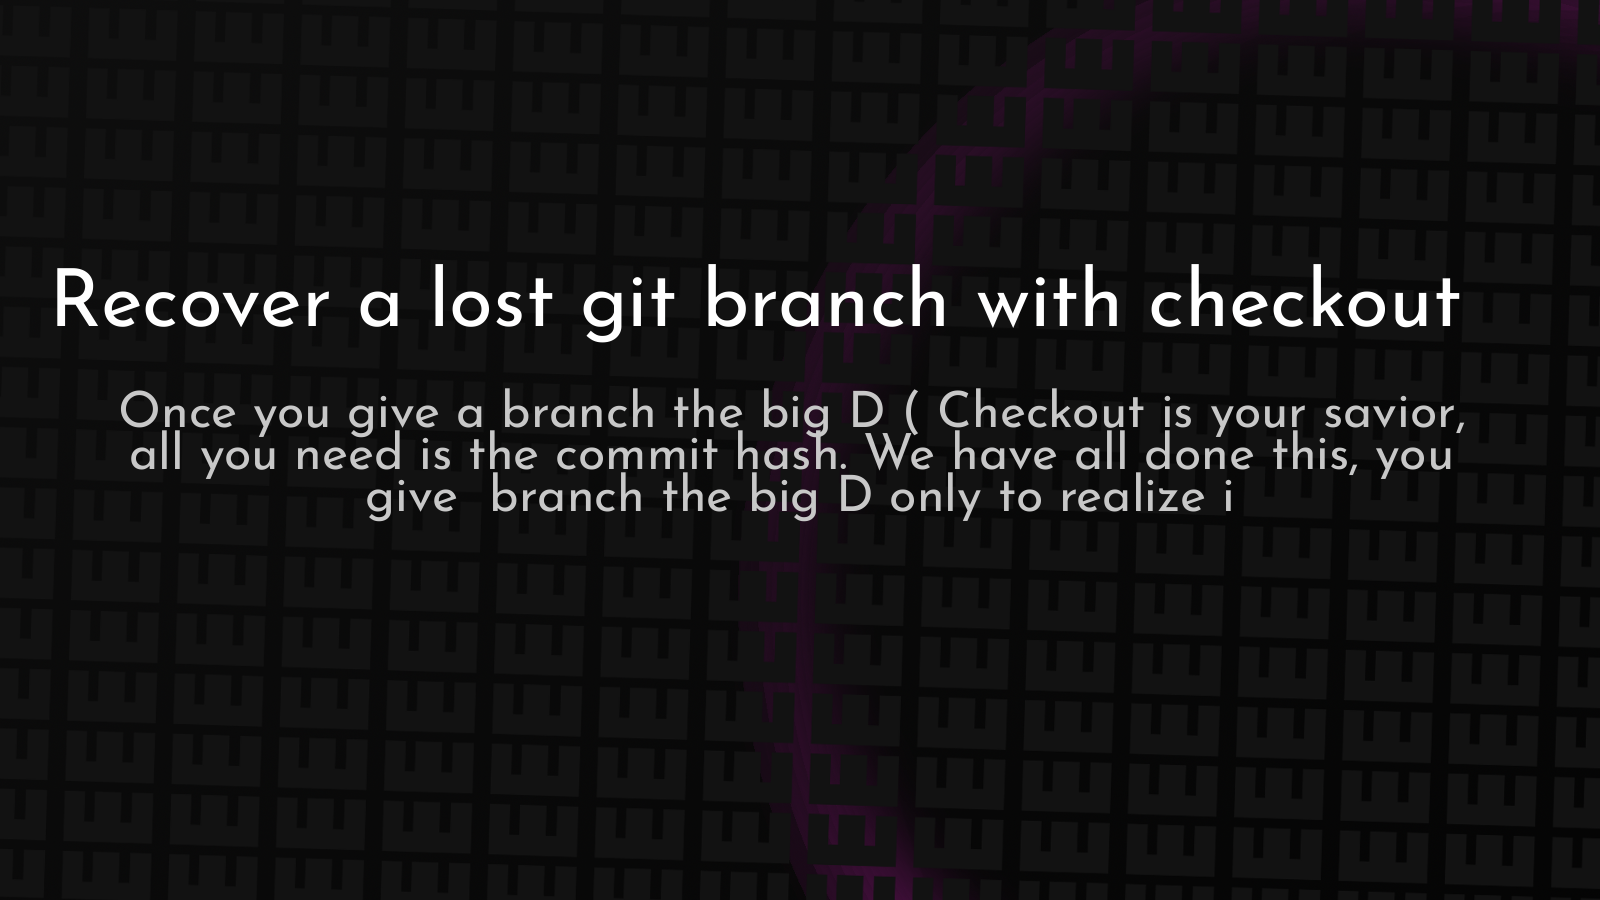 Recover a lost git branch with checkout
Once you give a branch the big D ( Checkout is your savior,
all you need is the commit hash. We have all done this, you
give  branch the big D only to realize i